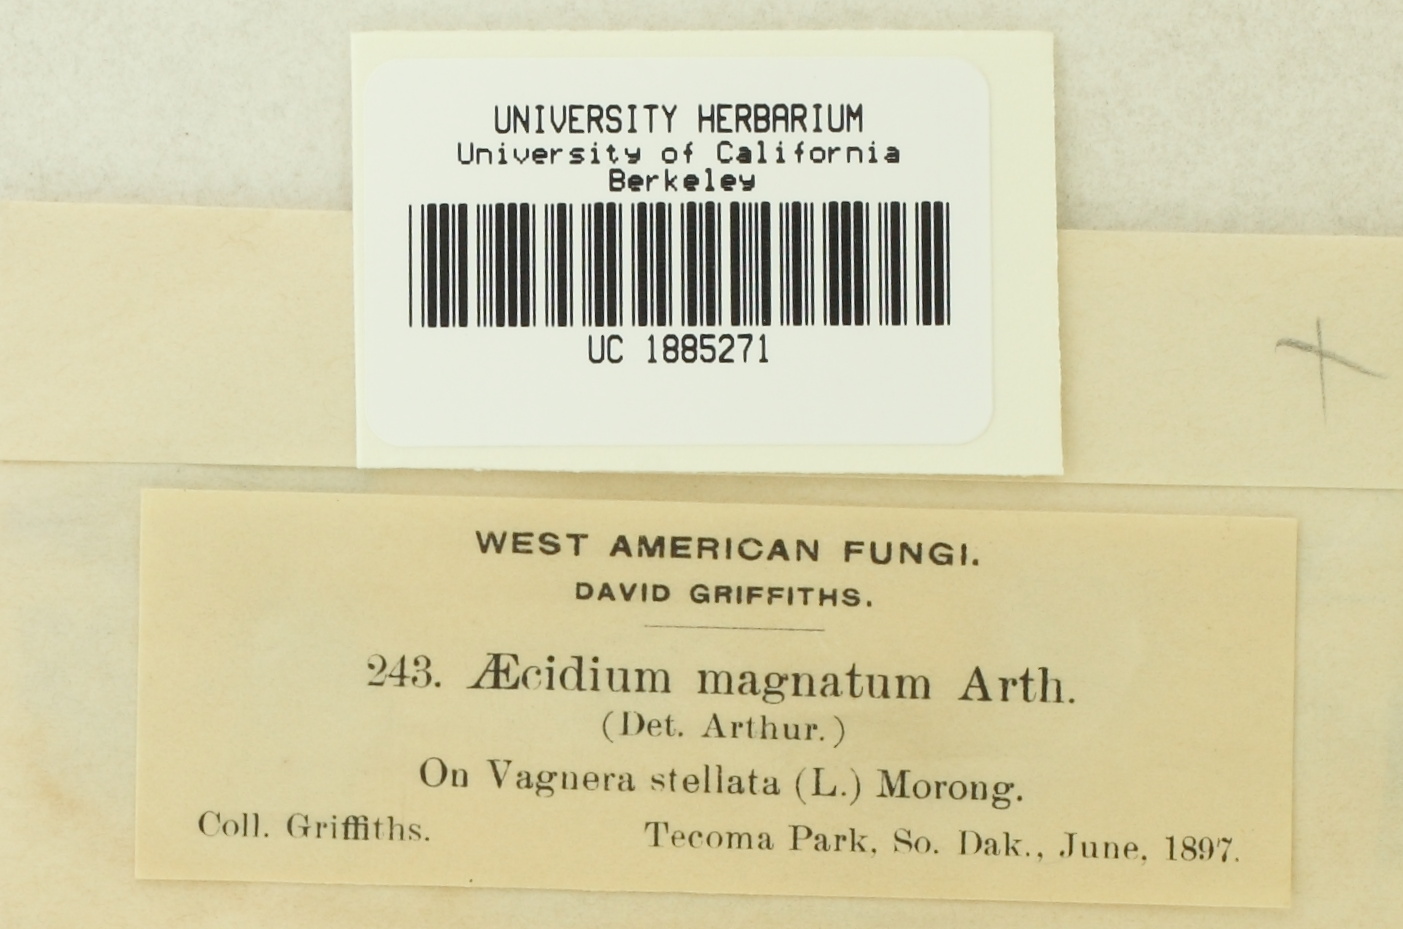 UNIVERSITY HERBARIUM
University of California
Berkeley
UC 1885271
WEST AMERICAN FUNGI.
DAVID GRIFFITHS.
243. Æcidium magnatum Arth.
(Det. Arthur.)
On Vagnera stellata (L.) Morong.
Coll. Griffiths. Tecoma Park, So. Dak., June, 1897.